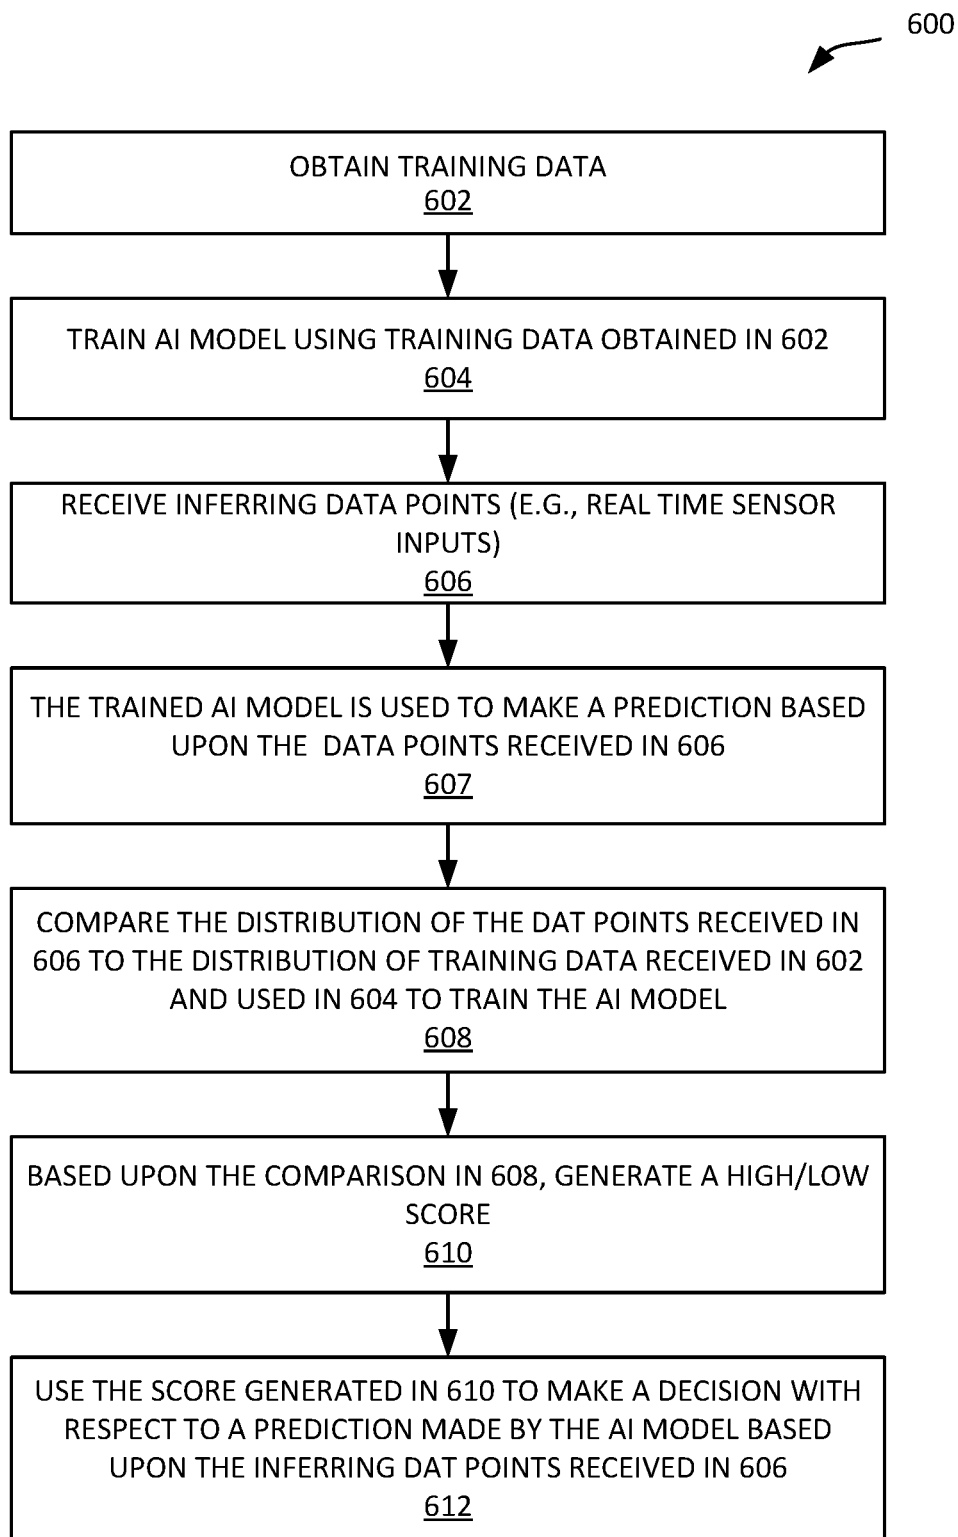 600
OBTAIN TRAINING DATA
602
TRAIN AI MODEL USING TRAINING DATA OBTAINED IN 602
604
RECEIVE INFERRING DATA POINTS (E.G., REAL TIME SENSOR
INPUTS)
606
THE TRAINED AI MODEL IS USED TO MAKE A PREDICTION BASED
UPON THE DATA POINTS RECEIVED IN 606
607
COMPARE THE DISTRIBUTION OF THE DAT POINTS RECEIVED IN
606 TO THE DISTRIBUTION OF TRAINING DATA RECEIVED IN 602
AND USED IN 604 TO TRAIN THE AI MODEL
608
BASED UPON THE COMPARISON IN 608, GENERATE A HIGH/LOW
SCORE
610
USE THE SCORE GENERATED IN 610 TO MAKE A DECISION WITH
RESPECT TO A PREDICTION MADE BY THE AI MODEL BASED
UPON THE INFERRING DAT POINTS RECEIVED IN 606
612